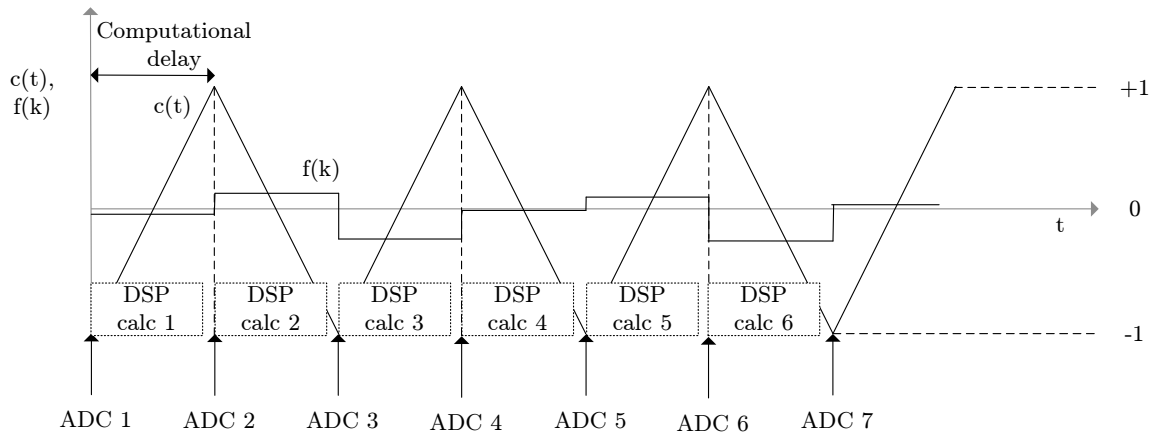 Computational
delay
c(t),
f(k)
c(t)
+1
f(k)
0
t
DSP
calc 1
DSP
calc 2
DSP
calc 3
DSP
calc 4
DSP
calc 5
DSP
calc 6
-1
ADC 1
ADC 2
ADC 3
ADC 4
ADC 5
ADC 6
ADC 7